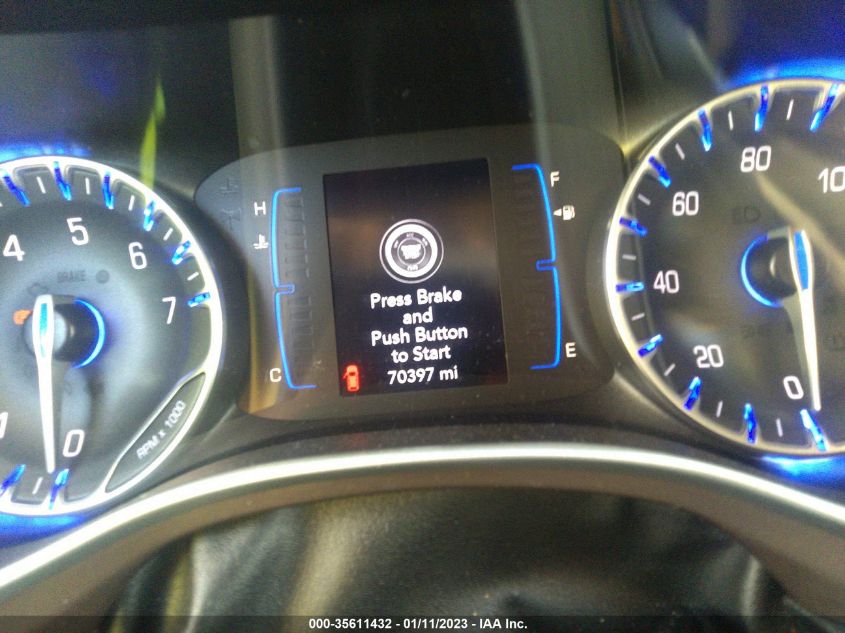 4
5
6
7
1
0
RPM x 1000
BRAKE
H
C
Press Brake
and
Push Button
to Start
70397 mi
F
E
0
20
40
60
80
000-35611432 - 01/11/2023 - IAA Inc.